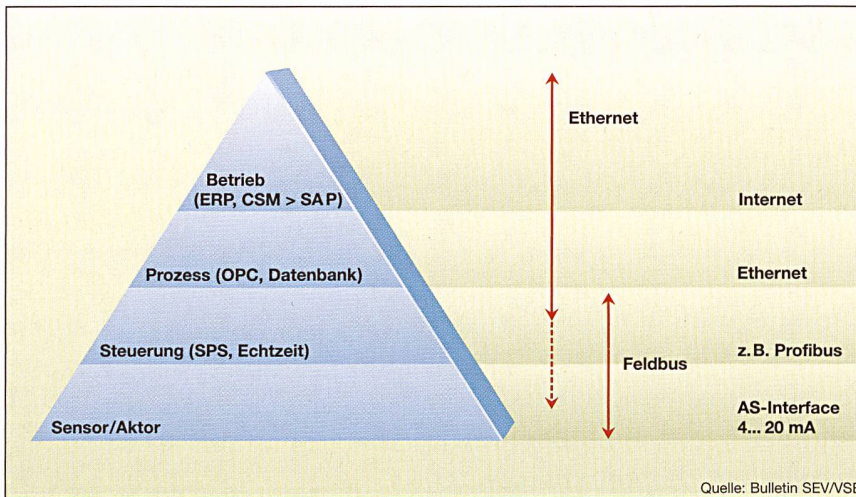 Ethernet
Betrieb
(ERP, CSM > SAP)
Internet
Prozess (OPC, Datenbank)
Ethernet
Steuerung (SPS, Echtzeit)
Feldbus
z.B. Profibus
Sensor/Aktor
AS-Interface
4... 20 mA
Quelle: Bulletin SEV/VSE